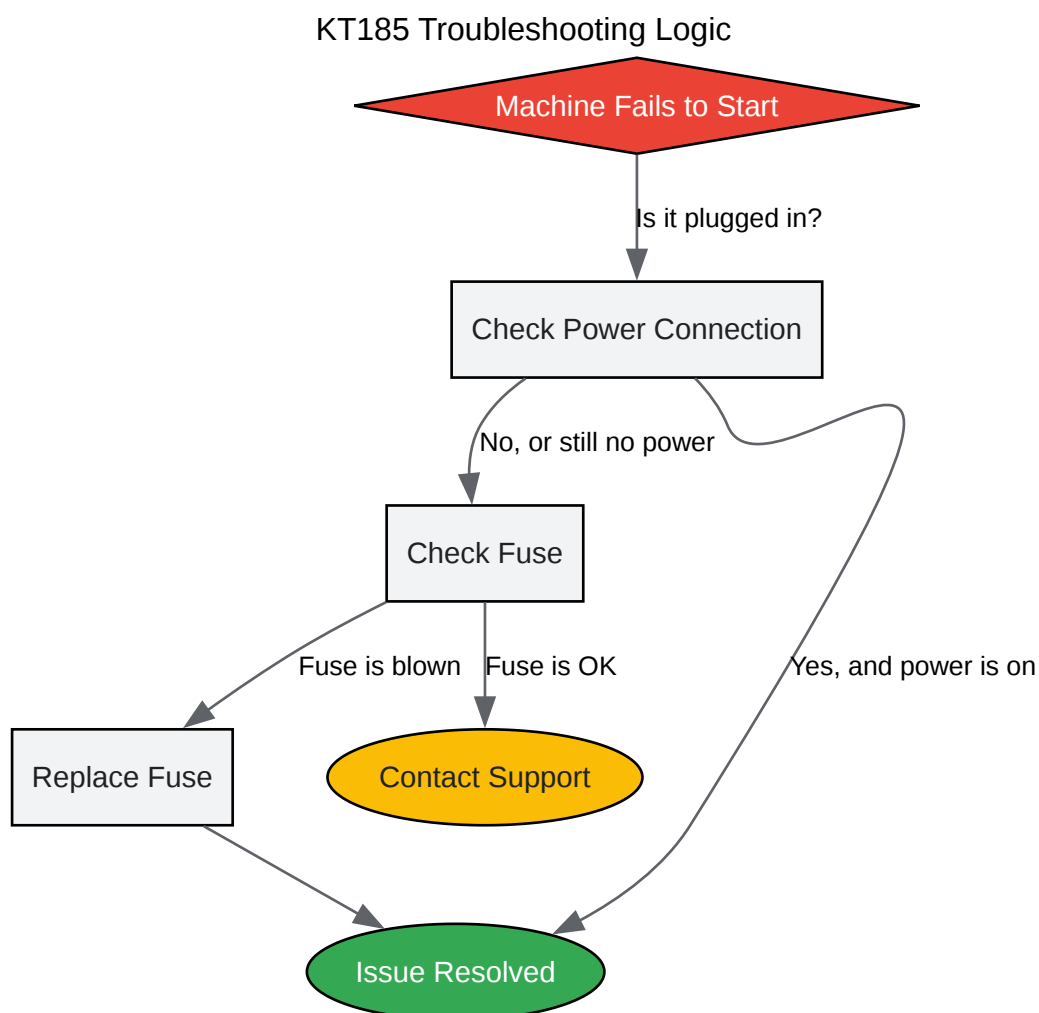 KT185 Troubleshooting Logic
Machine Fails to Start
Is it plugged in?
Check Power Connection
No, or still no power
Check Fuse
Fuse is blown
Fuse is OK
Yes, and power is on
Replace Fuse
Contact Support
Issue Resolved